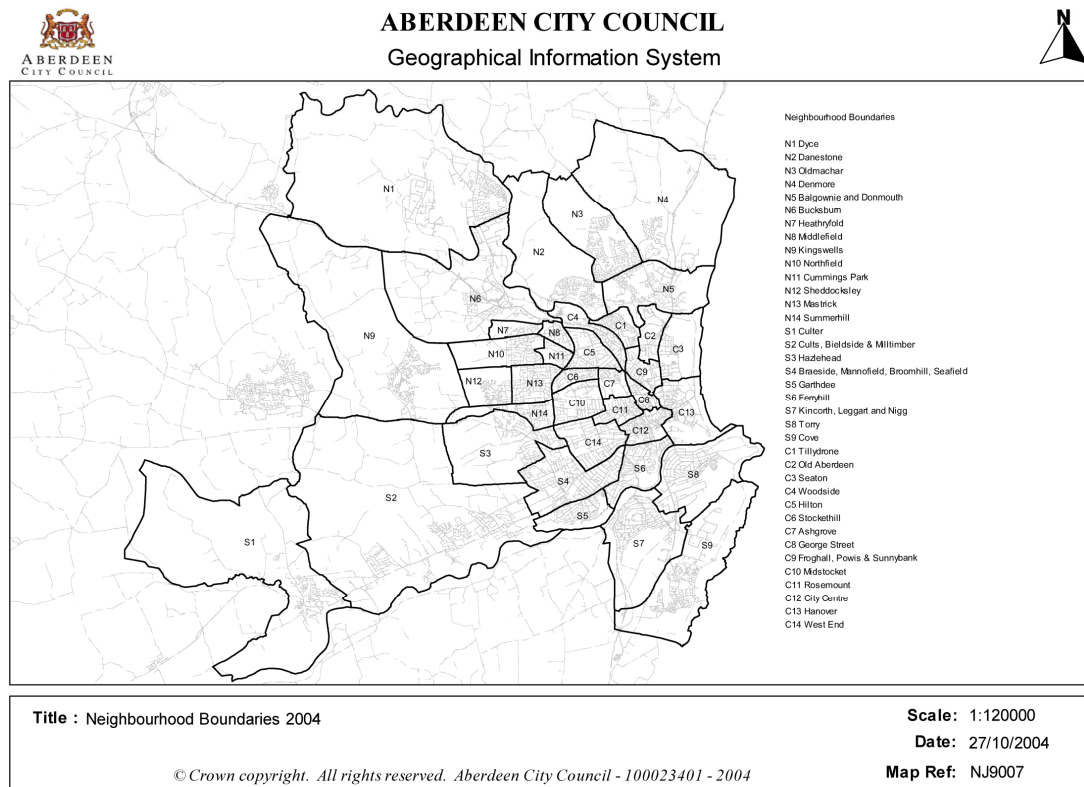 ABERDEEN
CITY COUNCIL
ABERDEEN CITY COUNCIL
Geographical Information System
N
Neighbourhood Boundaries
N1 Dyce
N2 Danestone
N3 Oldmachar
N4 Denmore
N5 Balgownie and Donmouth
N6 Bucksburn
N7 Heathryfold
N8 Middlefield
N9 Kingswells
N10 Northfield
N11 Cummings Park
N12 Sheddocksley
N13 Mastrick
N14 Summerhill
S1 Culter
S2 Cults, Bieldside & Milltimber
S3 Hazlehead
S4 Braeside, Mannofield, Broomhill, Seafield
S5 Garthdee
S6 Ferryhill
S7 Kincorth, Leggart and Nigg
S8 Torry
S9 Cove
C1 Tillydrone
C2 Old Aberdeen
C3 Seaton
C4 Woodside
C5 Hilton
C6 Stockethill
C7 Ashgrove
C8 George Street
C9 Froghall, Powis & Sunnybank
C10 Midstocket
C11 Rosemount
C12 City Centre
C13 Hanover
C14 West End
N1
N4
N3
N2
N5
N6
C4
C1
N7
N8
C2
N9
C3
N10
N11
C5
C9
C6
N12
N13
C7
C10
C8
C11
C13
N14
C12
C14
S3
S6
S8
S4
S2
S5
S1
S7
S9
Title : Neighbourhood Boundaries 2004
Scale: 1:120000
Date: 27/10/2004
© Crown copyright. All rights reserved. Aberdeen City Council - 100023401 - 2004
Map Ref: NJ9007